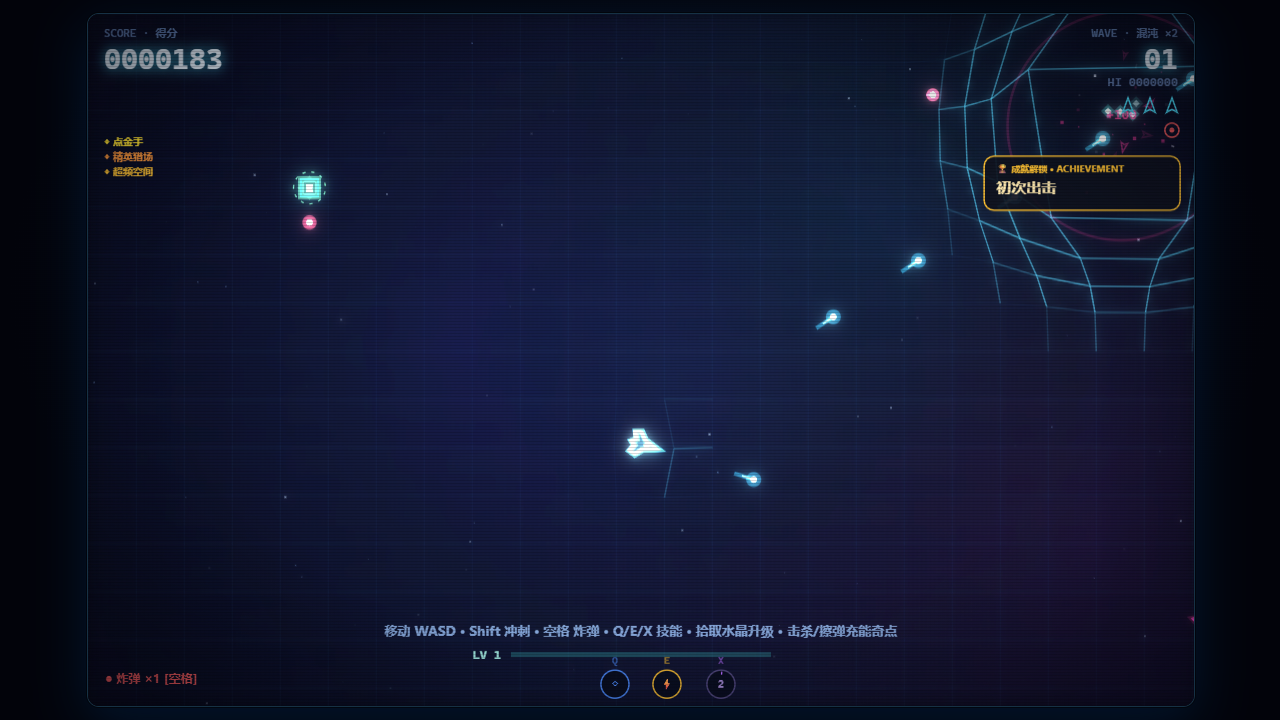 SCORE · 得分
0000183
WAVE · 混沌 ×2
01
HI 0000000
◆ 点金手
◆ 精英猎场
◆ 超频空间
成就解锁 • ACHIEVEMENT
初次出击
移动 WASD • Shift 冲刺 • 空格 炸弹 • Q/E/X 技能 • 拾取水晶升级 • 击杀/擦弹充能奇点
LV 1
Q E X
2
炸弹 ×1 [空格]